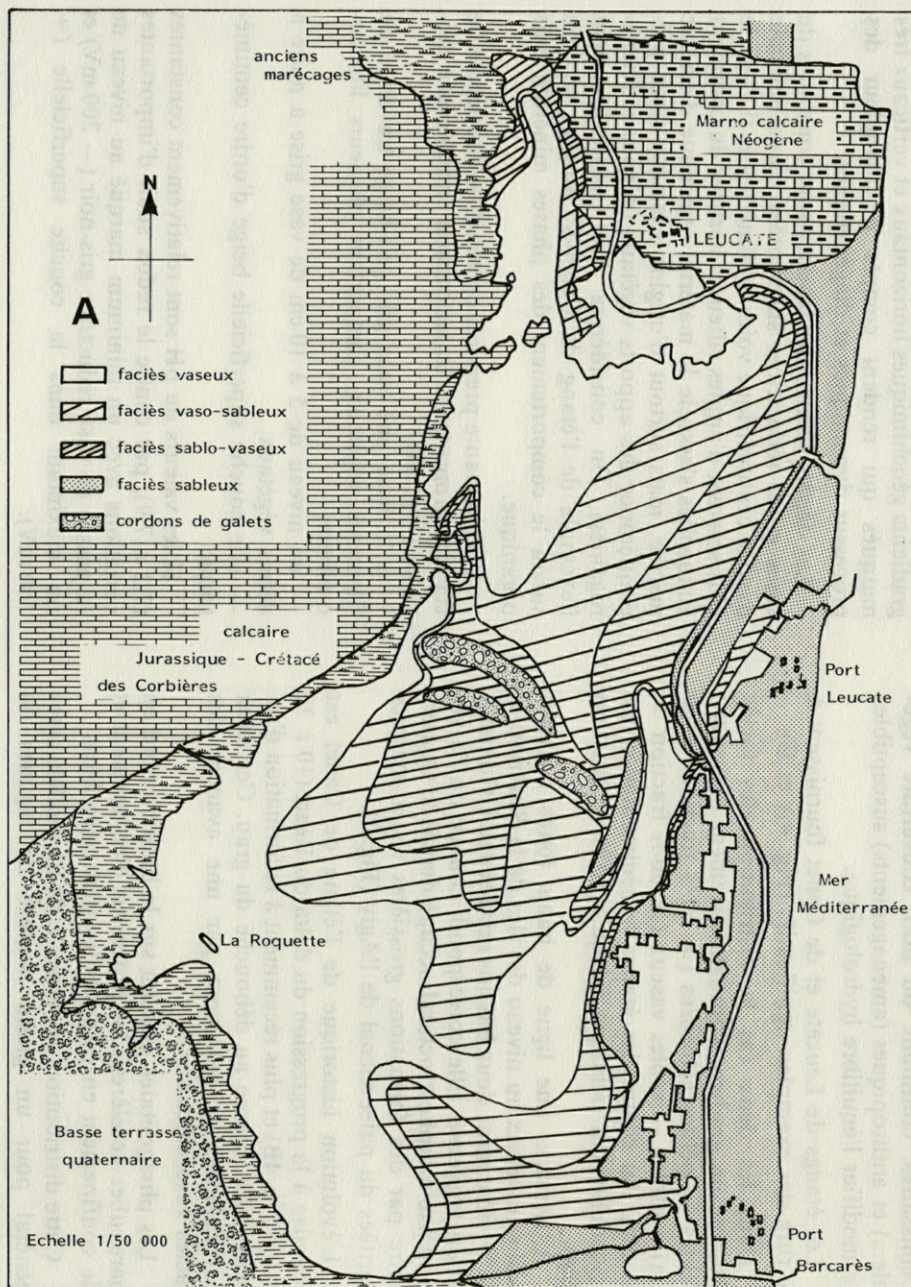 anciens
marécages
Marno calcaire
Néogène
N
LEUCATE
A
faciès vaseux
faciès vaso-sableux
faciès sablo-vaseux
faciès sableux
cordons de galets
calcaire
Jurassique - Crétacé
des Corbières
Port
Leucate
Mer
Méditerranée
La Roquette
Basse terrasse
quaternaire
Echelle 1/50 000
Port
Barcarès